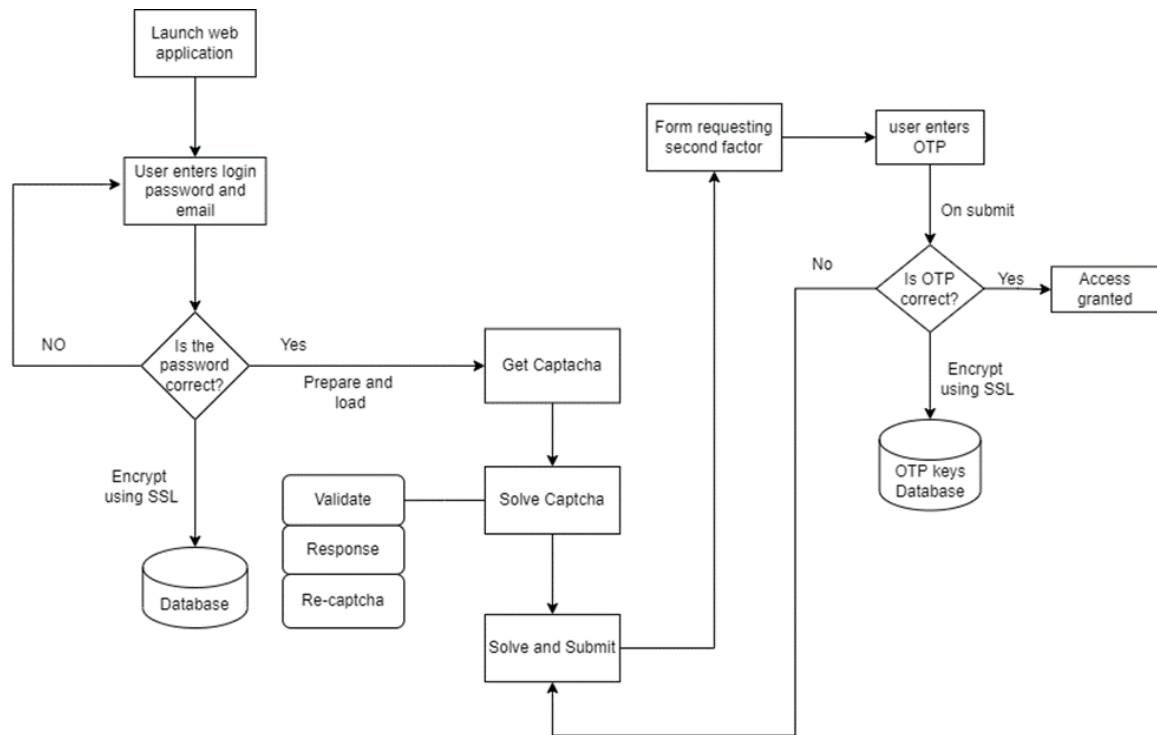 Launch web
application
User enters login
password and
email
NO
Is the
password
correct?
Yes
Prepare and
load
Encrypt
using SSL
Database
Get Captacha
Solve Captcha
Validate
Response
Re-captcha
Solve and Submit
Form requesting
second factor
user enters
OTP
On submit
No
Is OTP
correct?
Yes
Access
granted
Encrypt
using SSL
OTP keys
Database